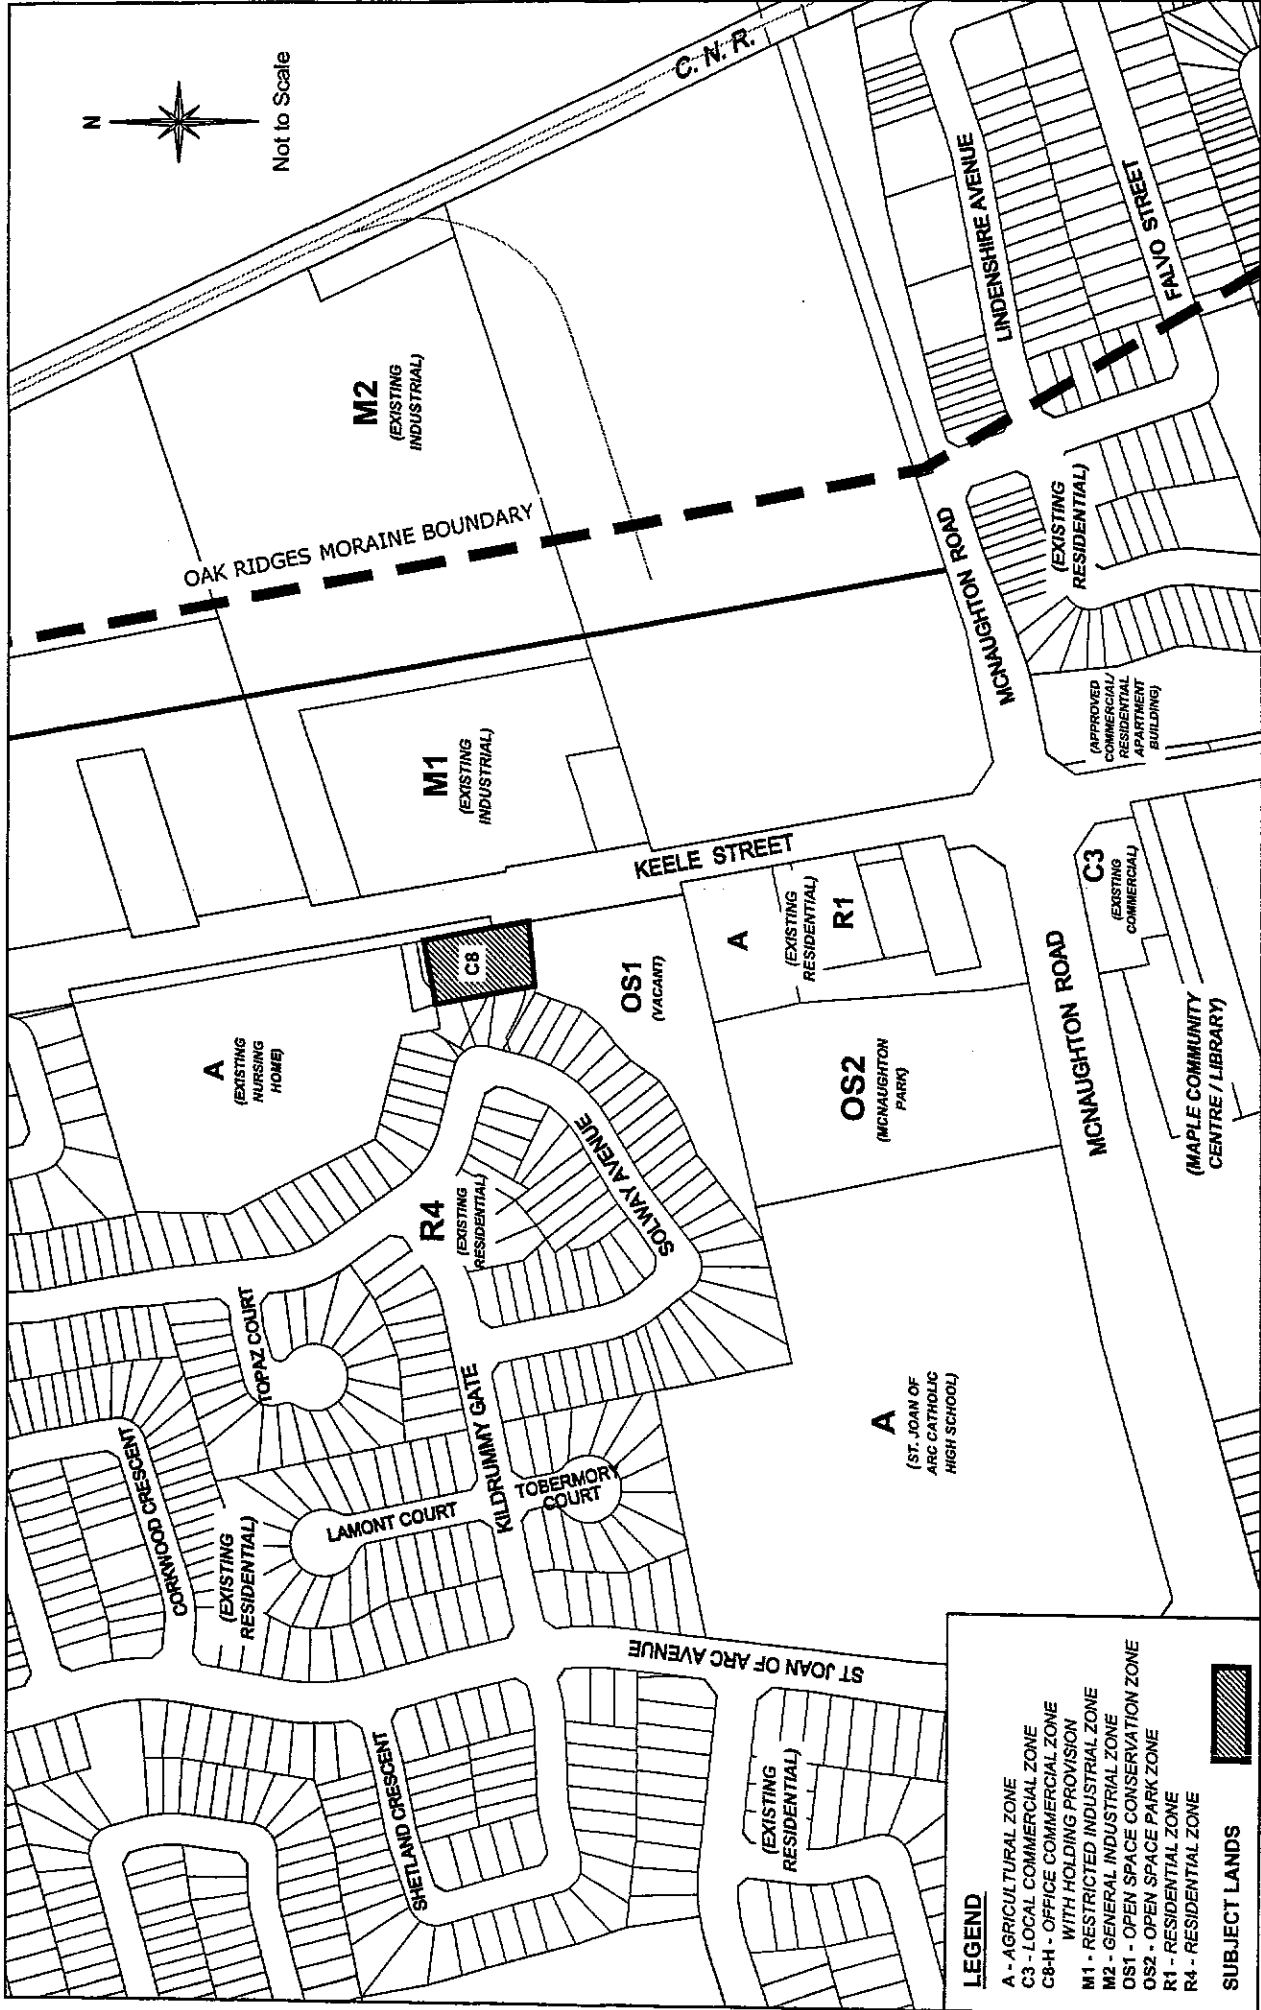 N
Not to Scale
C. N. R.
M2
(EXISTING
INDUSTRIAL)
OAK RIDGES MORAINE BOUNDARY
LINDENSHIRE AVENUE
FALVO STREET
M1
(EXISTING
INDUSTRIAL)
MCNAUGHTON ROAD
(EXISTING
RESIDENTIAL)
(APPROVED
COMMERCIAL/
RESIDENTIAL
APARTMENT
BUILDING)
KEELE STREET
C8
A
(EXISTING
NURSING
HOME)
OS1
(VACANT)
A
(EXISTING
RESIDENTIAL)
R1
C3
(EXISTING
COMMERCIAL)
OS2
(MCNAUGHTON
PARK)
MCNAUGHTON ROAD
(MAPLE COMMUNITY
CENTRE / LIBRARY)
R4
(EXISTING
RESIDENTIAL)
SOLWAY AVENUE
TOPAZ COURT
KILDRUMMY GATE
CORKWOOD CRESCENT
(EXISTING
RESIDENTIAL)
LAMONT COURT
TOBERMORY
COURT
A
(ST. JOAN OF
ARC CATHOLIC
HIGH SCHOOL)
ST JOAN OF ARC AVENUE
SHETLAND CRESCENT
(EXISTING
RESIDENTIAL)
LEGEND
A - AGRICULTURAL ZONE
C3 - LOCAL COMMERCIAL ZONE
C8-H - OFFICE COMMERCIAL ZONE
WITH HOLDING PROVISION
M1 - RESTRICTED INDUSTRIAL ZONE
M2 - GENERAL INDUSTRIAL ZONE
OS1 - OPEN SPACE CONSERVATION ZONE
OS2 - OPEN SPACE PARK ZONE
R1 - RESIDENTIAL ZONE
R4 - RESIDENTIAL ZONE
SUBJECT LANDS